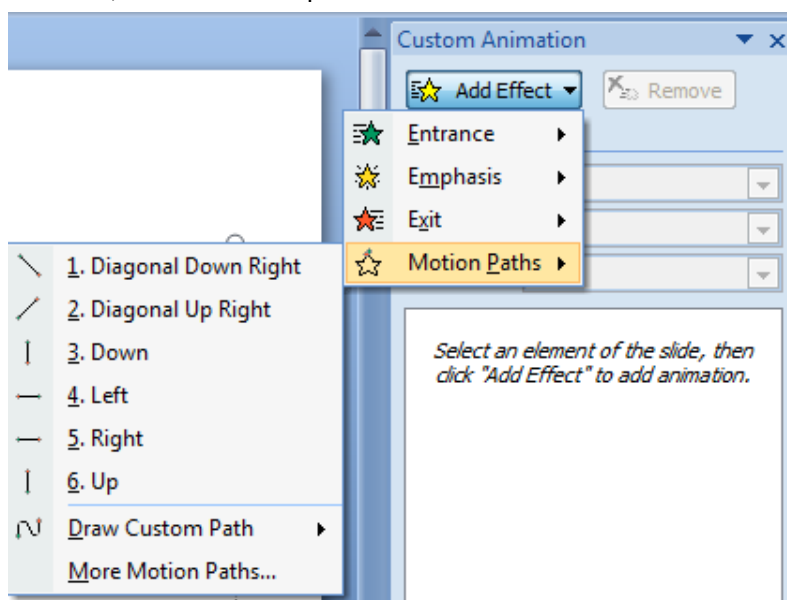 Custom Animation
Add Effect
Remove
Entrance
Emphasis
Exit
Motion Paths
1. Diagonal Down Right
2. Diagonal Up Right
3. Down
4. Left
5. Right
6. Up
Draw Custom Path
More Motion Paths...
Select an element of the slide, then
click "Add Effect" to add animation.